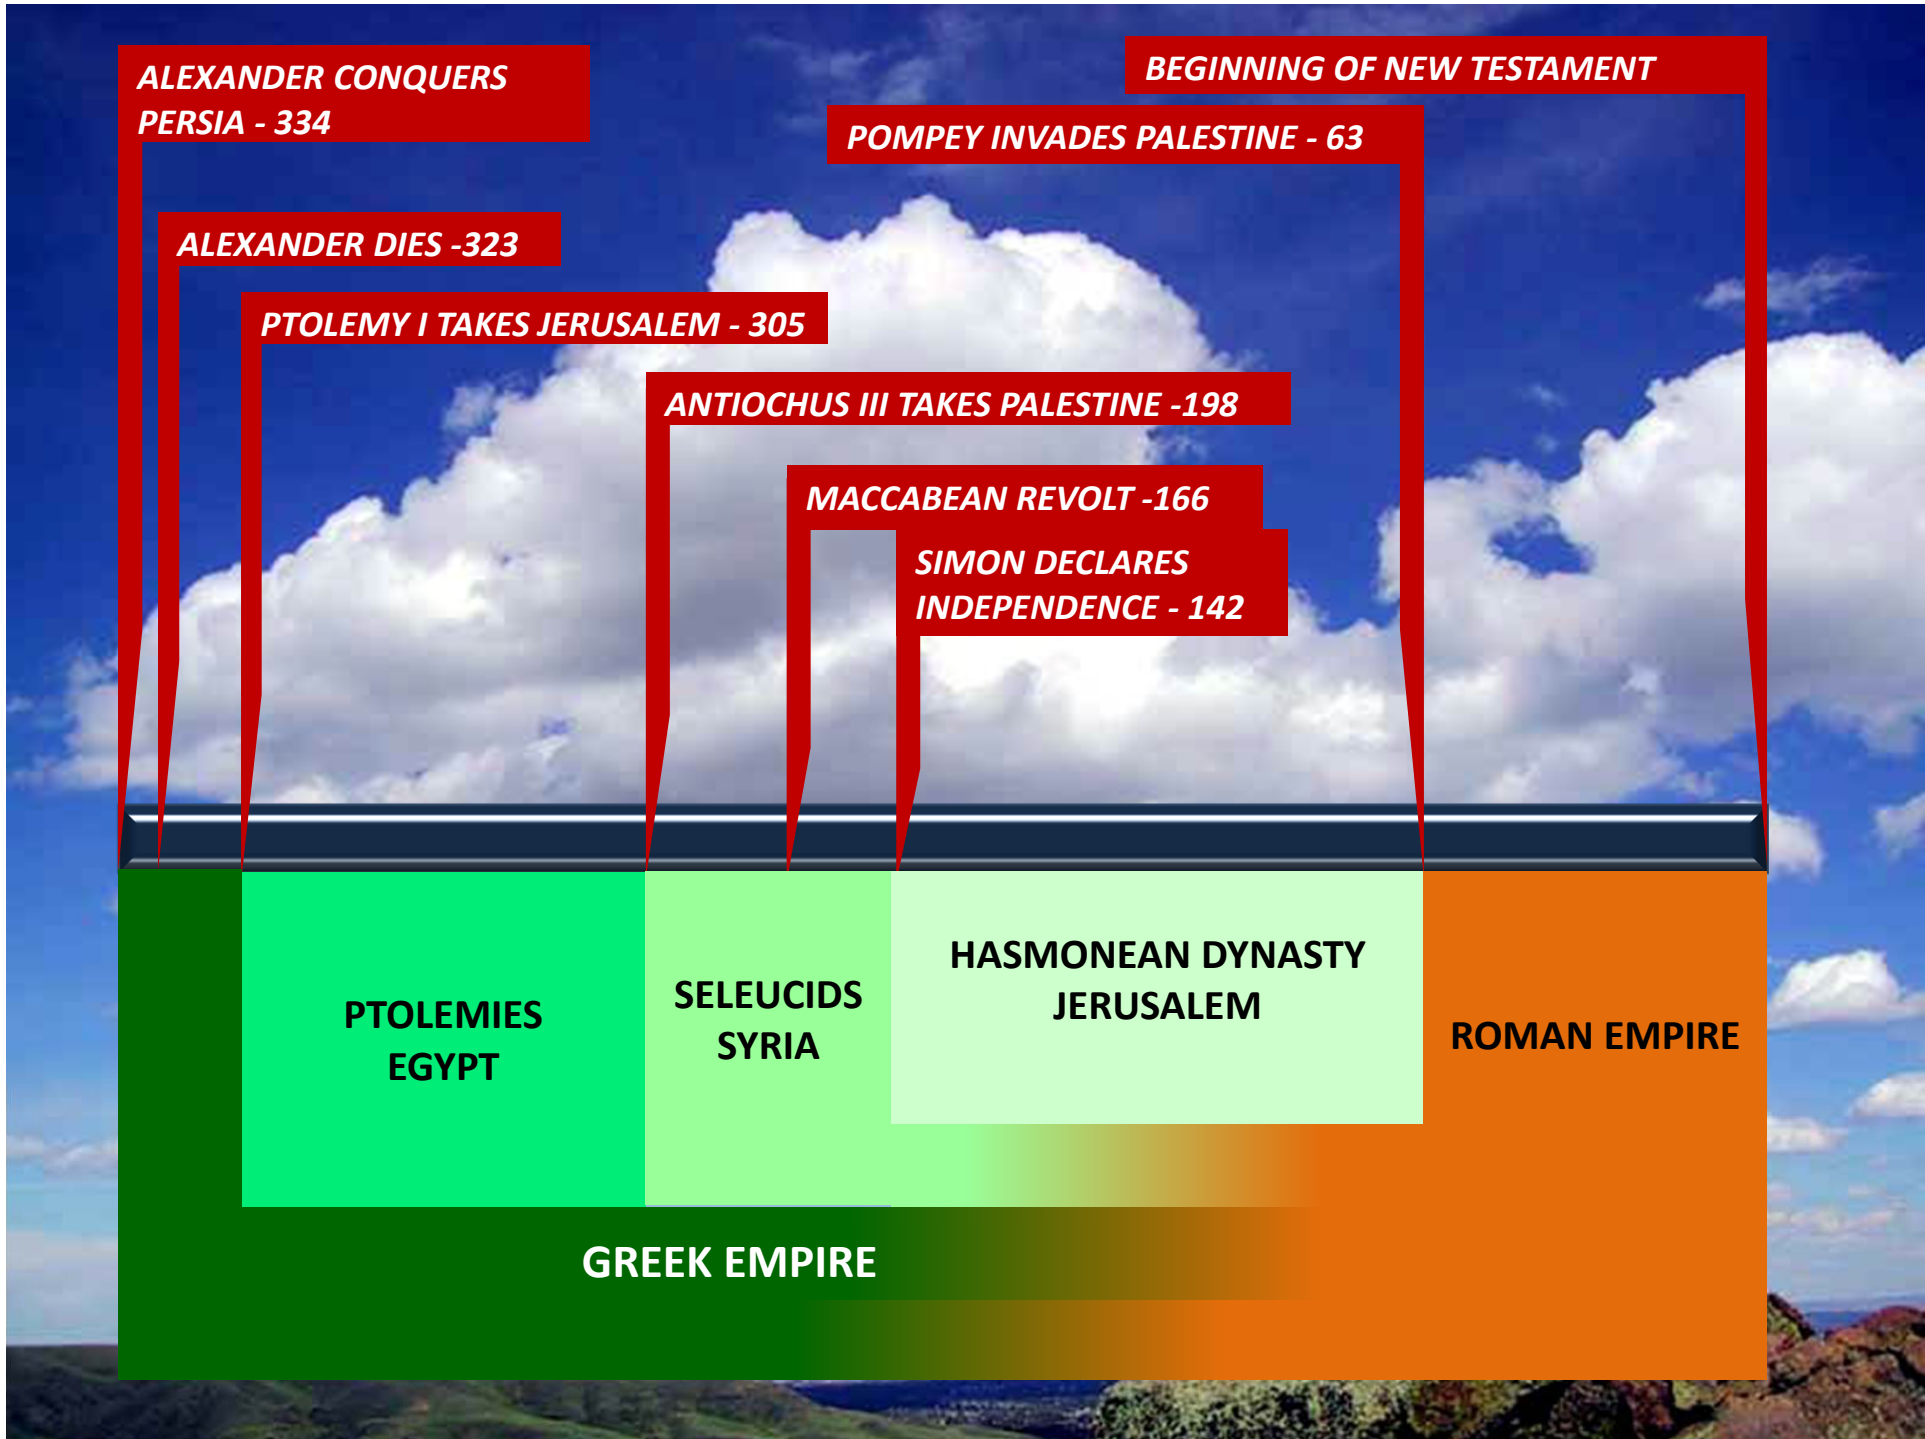 ALEXANDER CONQUERS
PERSIA - 334
BEGINNING OF NEW TESTAMENT
POMPEY INVADES PALESTINE - 63
ALEXANDER DIES -323
PTOLEMY I TAKES JERUSALEM - 305
ANTIOCHUS III TAKES PALESTINE -198
MACCABEAN REVOLT -166
SIMON DECLARES
INDEPENDENCE - 142
PTOLEMIES
EGYPT
SELEUCIDS
SYRIA
HASMONEAN DYNASTY
JERUSALEM
ROMAN EMPIRE
GREEK EMPIRE